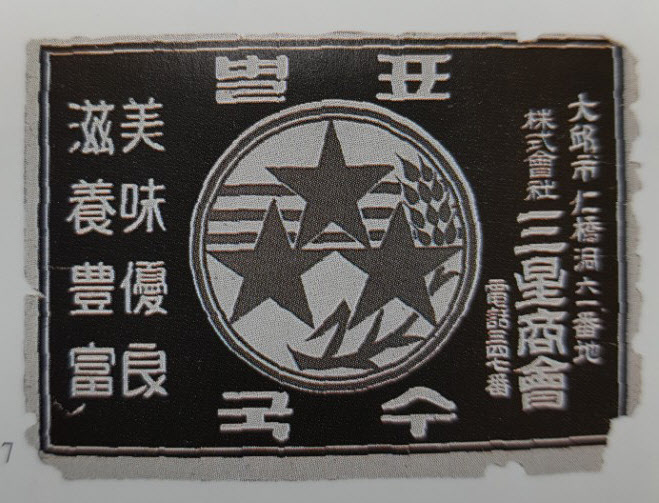 별표
大邱市仁橋洞六一番地
株式會社三星商會
電話三四七番
美味優良
滋養豊富
국수
7